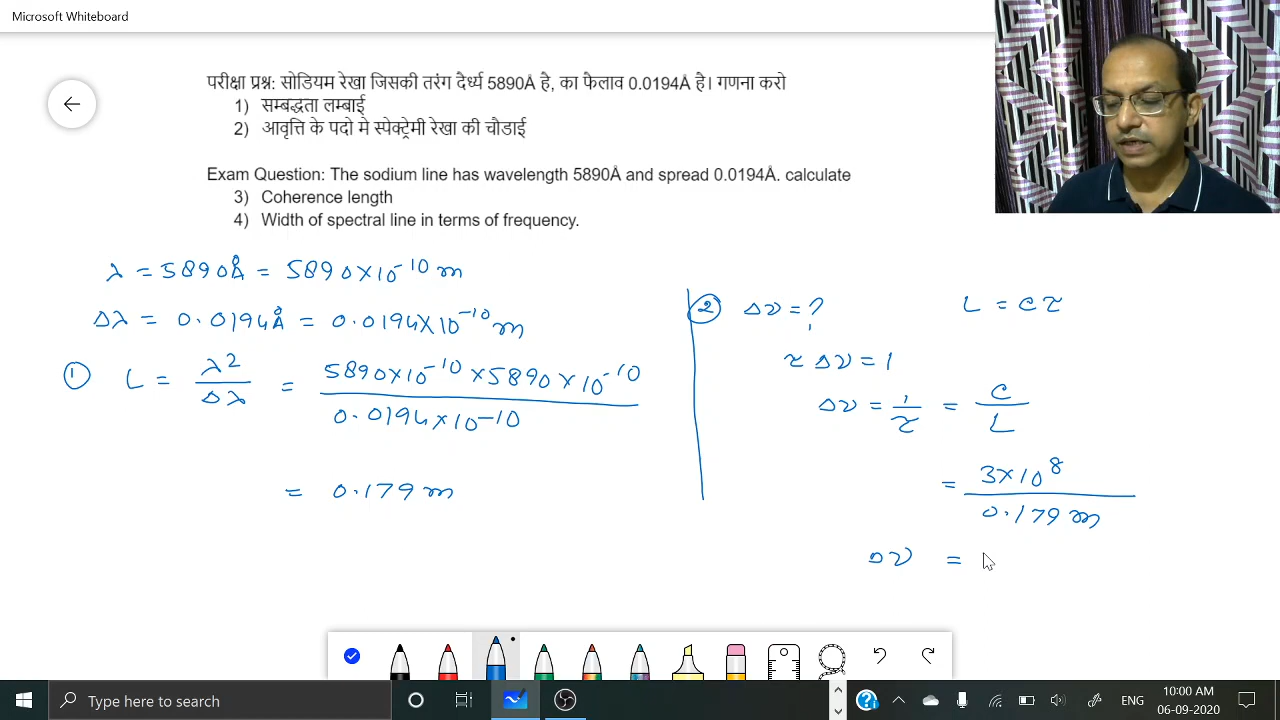 Microsoft Whiteboard
परीक्षा प्रश्न: सोडियम रेखा जिसकी तरंग दैर्ध्य 5890Å है, का फैलाव 0.0194Å है। गणना करो
1) सम्बद्धता लम्बाई
2) आवृत्ति के पदो मे स्पेक्ट्रेमी रेखा की चौडाई
Exam Question: The sodium line has wavelength 5890Å and spread 0.0194Å. calculate
3) Coherence length
4) Width of spectral line in terms of frequency.
λ = 5890Å = 5890×10⁻¹⁰ m
Δλ = 0.0194Å = 0.0194×10⁻¹⁰ m
① L = λ²/Δλ = 5890×10⁻¹⁰ × 5890×10⁻¹⁰ / 0.0194×10⁻¹⁰
= 0.179 m
② Δν = ? L = cτ
τ Δν = 1
Δν = 1/τ = c/L
= 3×10⁸ / 0.179 m
Δν =
Type here to search
ENG
10:00 AM
06-09-2020